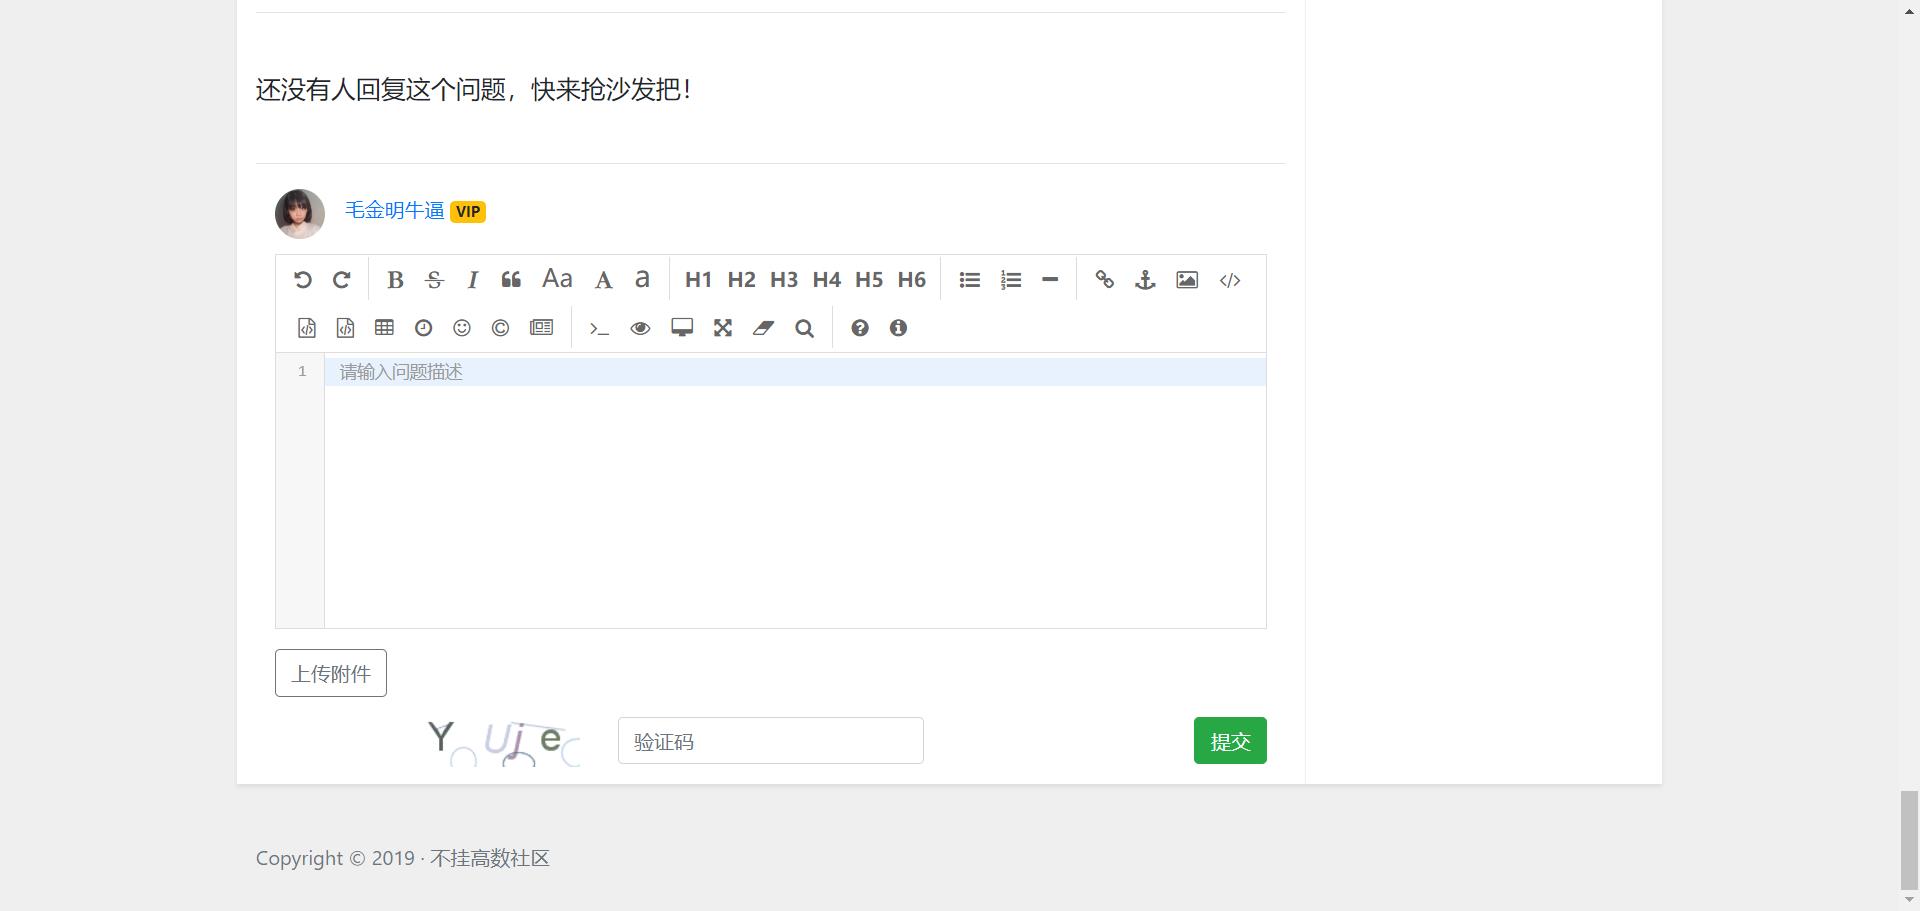 还没有人回复这个问题，快来抢沙发把！
毛金明牛逼 VIP
B S I Aa A a H1 H2 H3 H4 H5 H6
1 请输入问题描述
上传附件
Y U j e 验证码 提交
Copyright © 2019 · 不挂高数社区